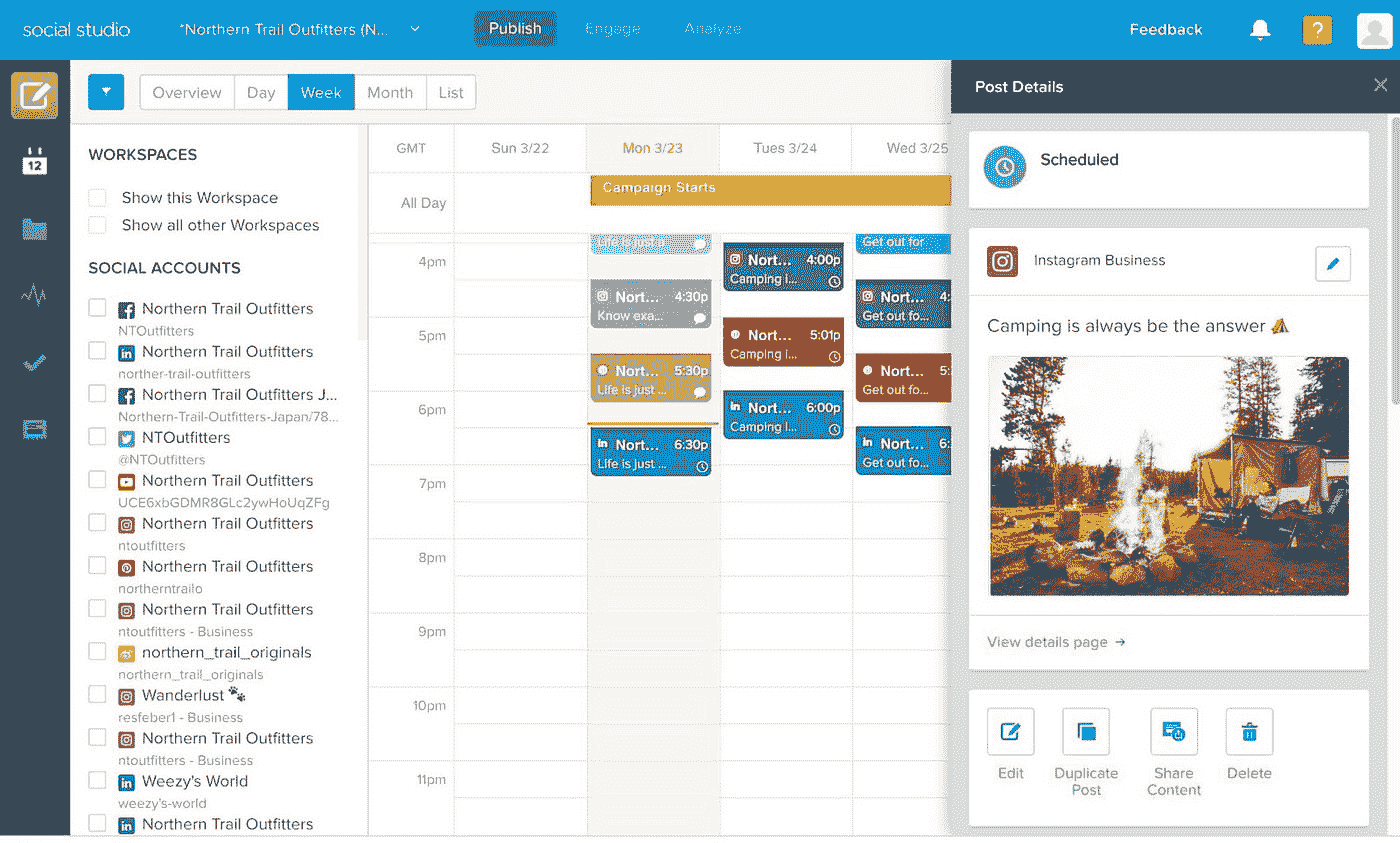 social studio
"Northern Trail Outfitters (N...
Publish
Engage
Analyze
Feedback
?
12
Overview
Day
Week
Month
List
WORKSPACES
Show this Workspace
Show all other Workspaces
SOCIAL ACCOUNTS
Northern Trail Outfitters
NTOutfitters
Northern Trail Outfitters
norther-trail-outfitters
Northern Trail Outfitters J...
Northern-Trail-Outfitters-Japan/78...
NTOutfitters
@NTOutfitters
Northern Trail Outfitters
UCE6xbGDMR8GLc2ywHoUqZFg
Northern Trail Outfitters
ntoutfitters
Northern Trail Outfitters
northerntrailo
Northern Trail Outfitters
ntoutfitters - Business
northern_trail_originals
northern_trail_originals
Wanderlust 🐾
resfeber1 - Business
Northern Trail Outfitters
ntoutfitters - Business
Weezy's World
weezy's-world
Northern Trail Outfitters
GMT
Sun 3/22
Mon 3/23
Tues 3/24
Wed 3/25
All Day
Campaign Starts
4pm
5pm
6pm
7pm
8pm
9pm
10pm
11pm
Life is just ...
Nort... 4:30p
Know exa...
Nort... 5:30p
Life is just ...
Nort... 6:30p
Life is just ...
Nort... 4:00p
Camping i...
Nort... 5:01p
Camping i...
Nort... 6:00p
Camping i...
Get out for
Nort... 4:
Get out fo...
Nort... 5:
Get out fo...
Nort... 6:
Get out fo...
Post Details
Scheduled
Instagram Business
Camping is always be the answer 🏕
View details page →
Edit
Duplicate
Post
Share
Content
Delete